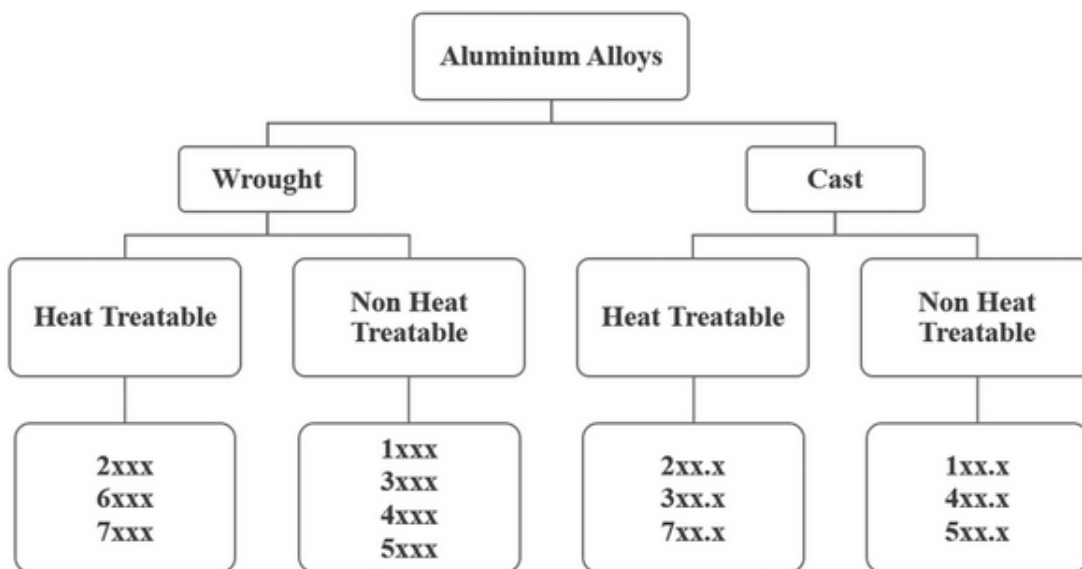 Aluminium Alloys
Wrought
Cast
Heat Treatable
Non Heat
Treatable
Heat Treatable
Non Heat
Treatable
2xxx
6xxx
7xxx
1xxx
3xxx
4xxx
5xxx
2xx.x
3xx.x
7xx.x
1xx.x
4xx.x
5xx.x